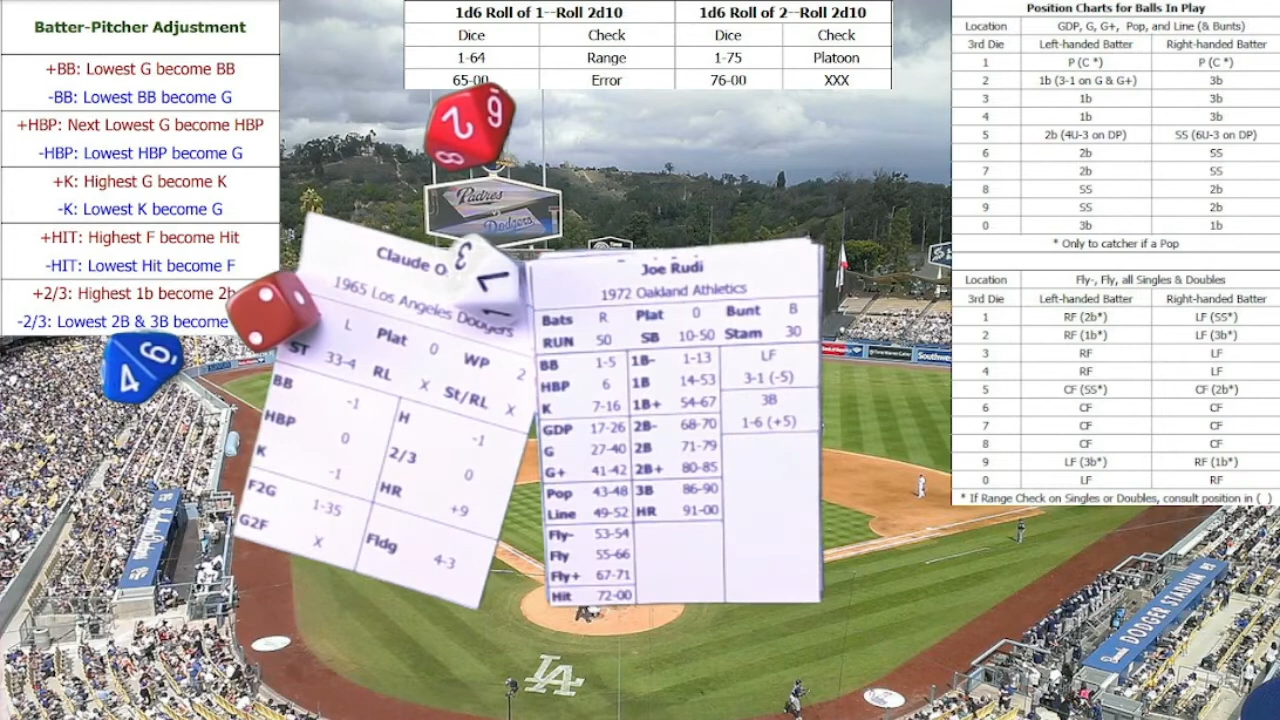 Batter-Pitcher Adjustment
+BB: Lowest G become BB
-BB: Lowest BB become G
+HBP: Next Lowest G become HBP
-HBP: Lowest HBP become G
+K: Highest G become K
-K: Lowest K become G
+HIT: Highest F become Hit
-HIT: Lowest Hit become F
+2/3: Highest 1b become 2b
-2/3: Lowest 2B & 3B become
1d6 Roll of 1--Roll 2d10 1d6 Roll of 2--Roll 2d10
Dice Check Dice Check
1-64 Range 1-75 Platoon
65-00 Error 76-00 XXX
Position Charts for Balls In Play
Location GDP, G, G+, Pop, and Line (& Bunts)
3rd Die Left-handed Batter Right-handed Batter
1 P (C *) P (C *)
2 1b (3-1 on G & G+) 3b
3 1b 3b
4 1b 3b
5 2b (4U-3 on DP) SS (6U-3 on DP)
6 2b SS
7 2b SS
8 SS 2b
9 SS 2b
0 3b 1b
* Only to catcher if a Pop
Location Fly-, Fly, all Singles & Doubles
3rd Die Left-handed Batter Right-handed Batter
1 RF (2b*) LF (SS*)
2 RF (1b*) LF (3b*)
3 RF LF
4 RF LF
5 CF (SS*) CF (2b*)
6 CF CF
7 CF CF
8 CF CF
9 LF (3b*) RF (1b*)
0 LF RF
* If Range Check on Singles or Doubles, consult position in ( )
2 6 8
Padres
Dodgers
3 7 1
9 4
Claude O
1965 Los Angeles Dodgers
L Plat 0 WP 2
ST 33-4 RL X St/RL X
BB -1 H -1
HBP 0 2/3 0
K -1 HR +9
F2G 1-35 Fldg 4-3
G2F X
Joe Rudi
1972 Oakland Athletics
Bats R Plat 0 Bunt B
RUN 50 SB 10-50 Stam 30
BB 1-5 1B- 1-13 LF
HBP 6 1B 14-53 3-1 (-5)
K 7-16 1B+ 54-67 3B
GDP 17-26 2B- 68-70 1-6 (+5)
G 27-40 2B 71-79
G+ 41-42 2B+ 80-85
Pop 43-48 3B 86-90
Line 49-52 HR 91-00
Fly- 53-54
Fly 55-66
Fly+ 67-71
Hit 72-00
Southwes
LA
DODGER STADIUM